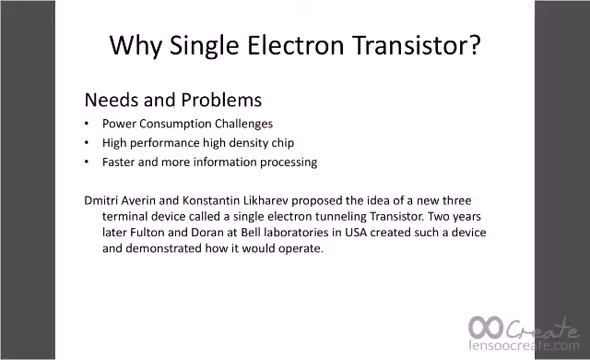 Why Single Electron Transistor?
Needs and Problems
• Power Consumption Challenges
• High performance high density chip
• Faster and more information processing
Dmitri Averin and Konstantin Likharev proposed the idea of a new three
terminal device called a single electron tunneling Transistor. Two years
later Fulton and Doran at Bell laboratories in USA created such a device
and demonstrated how it would operate.
Create
lensoocreate.com